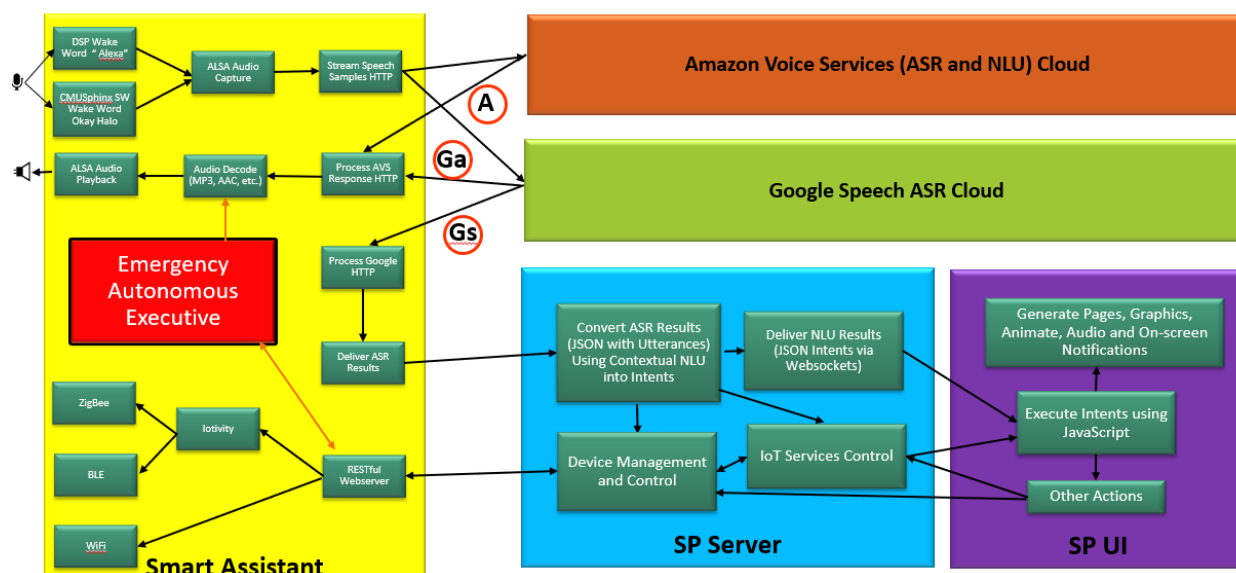 DSP Wake
Word " Alexa"
CMUSphinx SW
Wake Word
Okay Halo
ALSA Audio
Capture
Stream Speech
Samples HTTP
Amazon Voice Services (ASR and NLU) Cloud
A
ALSA Audio
Playback
Audio Decode
(MP3, AAC, etc.)
Process AVS
Response HTTP
Ga
Google Speech ASR Cloud
Gs
Emergency
Autonomous
Executive
Process Google
HTTP
Deliver ASR
Results
Convert ASR Results
(JSON with Utterances)
Using Contextual NLU
into Intents
Deliver NLU Results
(JSON Intents via
Websockets)
Generate Pages, Graphics,
Animate, Audio and On-screen
Notifications
ZigBee
Iotivity
BLE
WiFi
RESTful
Webserver
Device Management
and Control
IoT Services Control
Execute Intents using
JavaScript
Other Actions
Smart Assistant
SP Server
SP UI